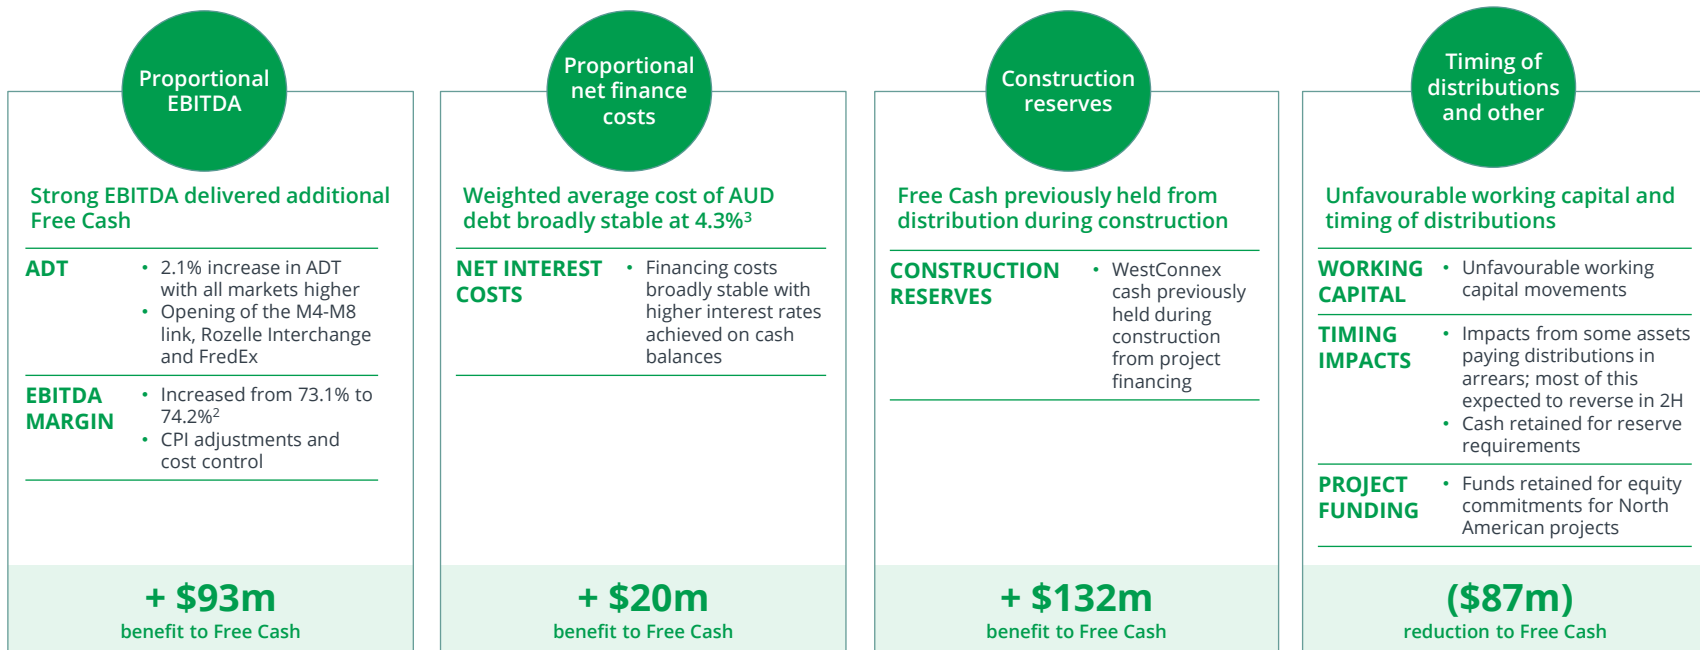 Proportional
EBITDA
Strong EBITDA delivered additional
Free Cash
ADT
• 2.1% increase in ADT
with all markets higher
• Opening of the M4-M8
link, Rozelle Interchange
and FredEx
EBITDA
MARGIN
• Increased from 73.1% to
74.2%2
• CPI adjustments and
cost control
+ $93m
benefit to Free Cash
Proportional
net finance
costs
Weighted average cost of AUD
debt broadly stable at 4.3%3
NET INTEREST
COSTS
• Financing costs
broadly stable with
higher interest rates
achieved on cash
balances
+ $20m
benefit to Free Cash
Construction
reserves
Free Cash previously held from
distribution during construction
CONSTRUCTION
RESERVES
• WestConnex
cash previously
held during
construction
from project
financing
+ $132m
benefit to Free Cash
Timing of
distributions
and other
Unfavourable working capital and
timing of distributions
WORKING
CAPITAL
• Unfavourable working
capital movements
TIMING
IMPACTS
• Impacts from some assets
paying distributions in
arrears; most of this
expected to reverse in 2H
• Cash retained for reserve
requirements
PROJECT
FUNDING
• Funds retained for equity
commitments for North
American projects
($87m)
reduction to Free Cash